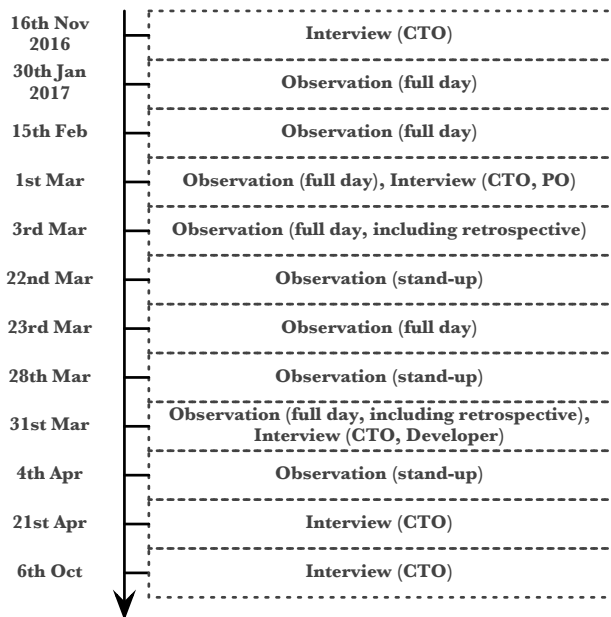 16th Nov
2016
Interview (CTO)
30th Jan
2017
Observation (full day)
15th Feb
Observation (full day)
1st Mar
Observation (full day), Interview (CTO, PO)
3rd Mar
Observation (full day, including retrospective)
22nd Mar
Observation (stand-up)
23rd Mar
Observation (full day)
28th Mar
Observation (stand-up)
31st Mar
Observation (full day, including retrospective),
Interview (CTO, Developer)
4th Apr
Observation (stand-up)
21st Apr
Interview (CTO)
6th Oct
Interview (CTO)